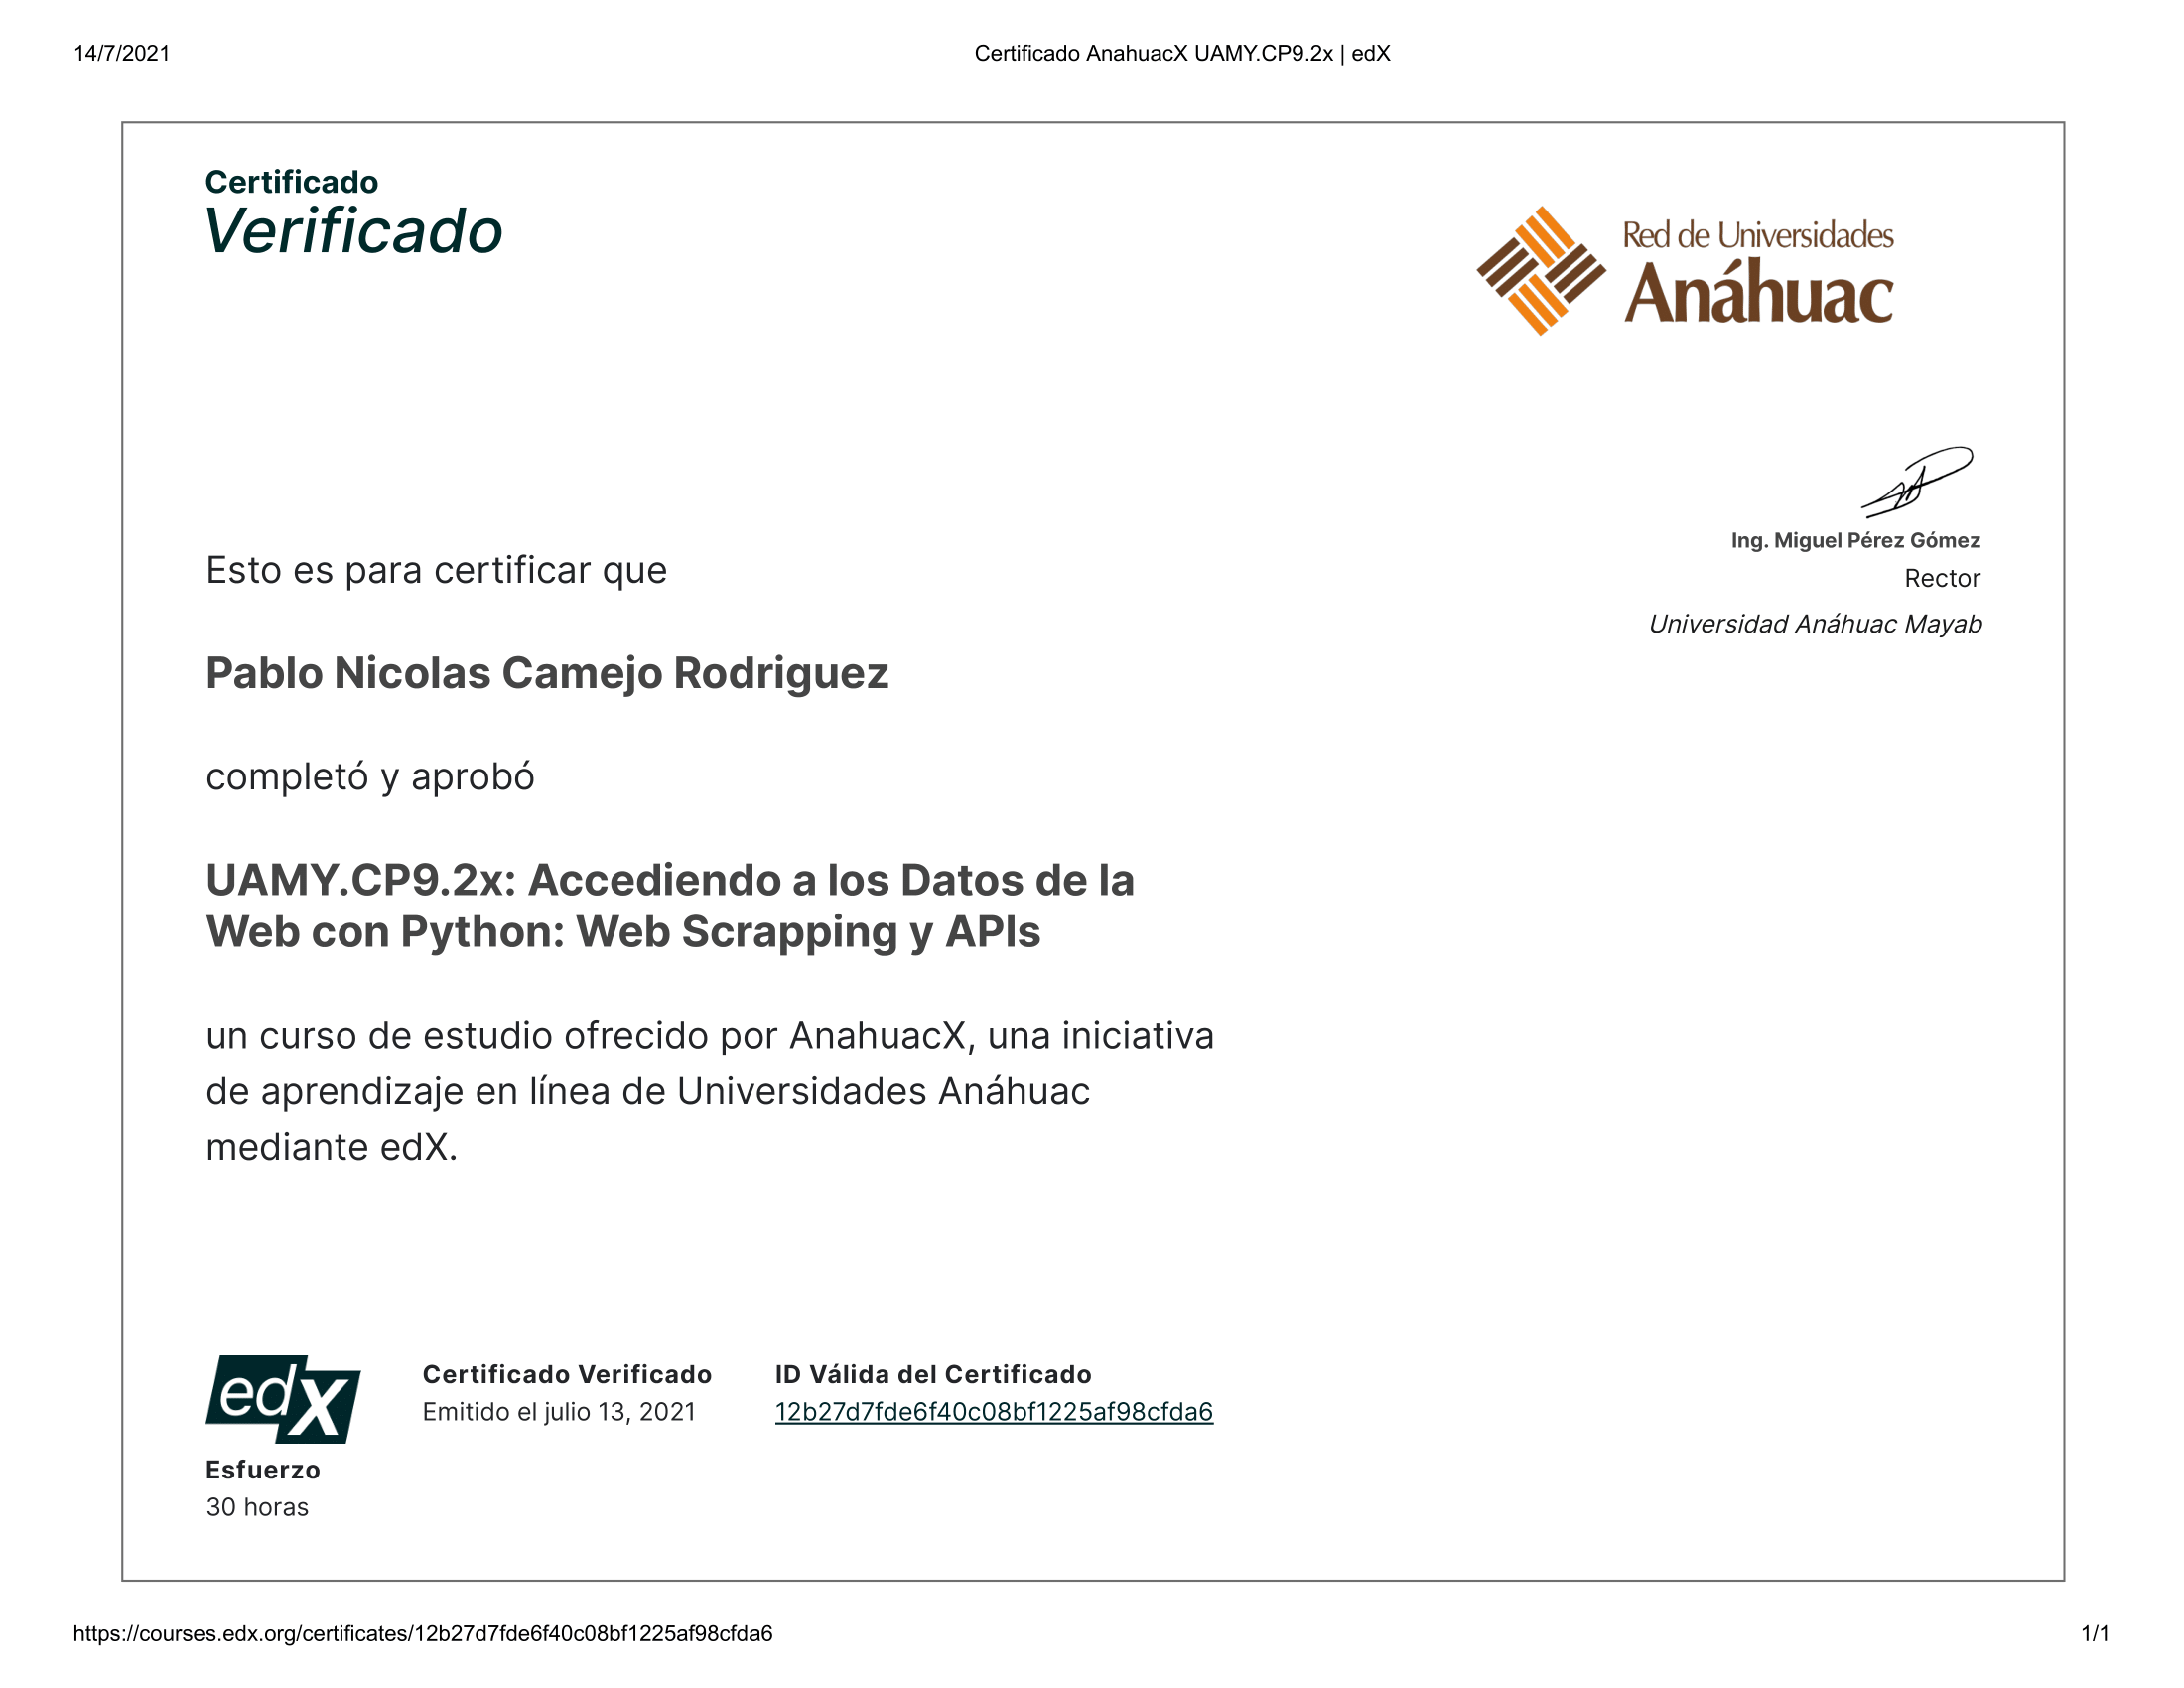 14/7/2021
Certificado AnahuacX UAMY.CP9.2x | edX
Certificado
Verificado
Red de Universidades
Anáhuac
Ing. Miguel Pérez Gómez
Rector
Universidad Anáhuac Mayab
Esto es para certificar que
Pablo Nicolas Camejo Rodriguez
completó y aprobó
UAMY.CP9.2x: Accediendo a los Datos de la
Web con Python: Web Scrapping y APIs
un curso de estudio ofrecido por AnahuacX, una iniciativa
de aprendizaje en línea de Universidades Anáhuac
mediante edX.
edX
Certificado Verificado
Emitido el julio 13, 2021
ID Válida del Certificado
12b27d7fde6f40c08bf1225af98cfda6
Esfuerzo
30 horas
https://courses.edx.org/certificates/12b27d7fde6f40c08bf1225af98cfda6
1/1